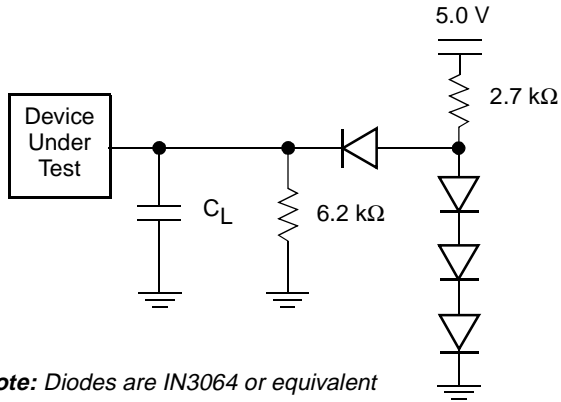 5.0 V
2.7 kΩ
Device
Under
Test
CL
6.2 kΩ
ote: Diodes are IN3064 or equivalent